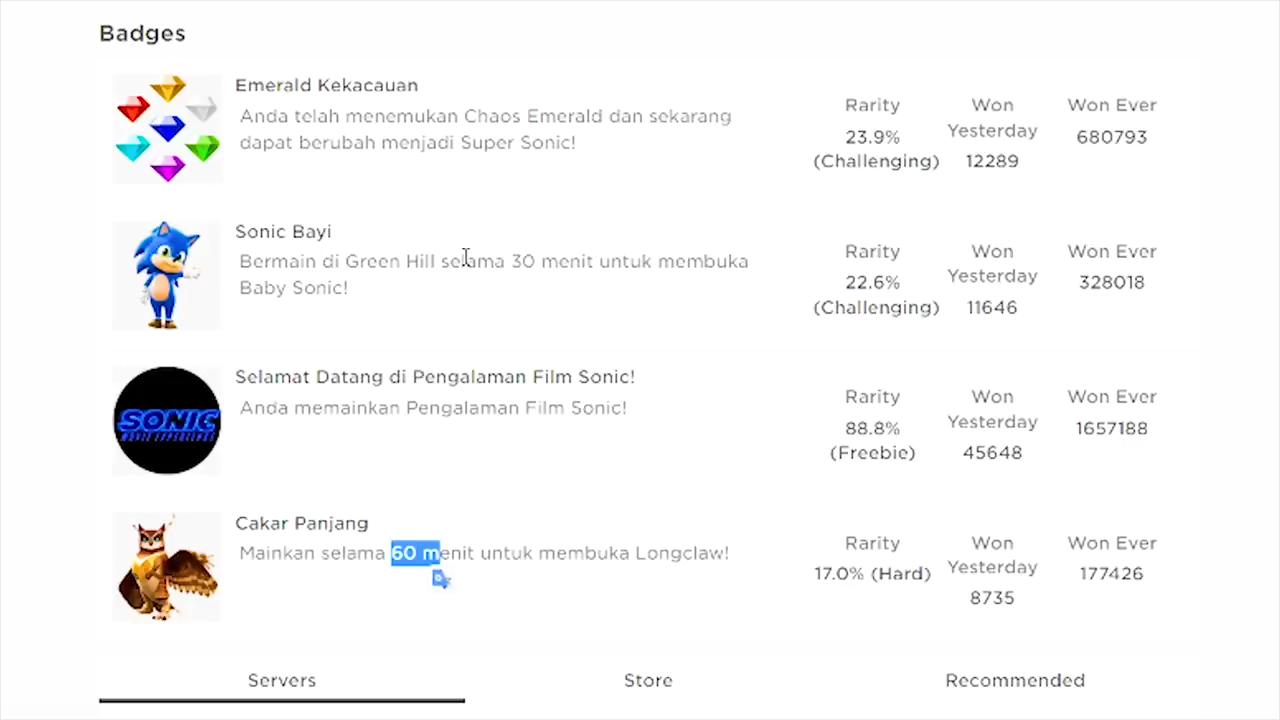 Badges
Emerald Kekacauan
Anda telah menemukan Chaos Emerald dan sekarang
dapat berubah menjadi Super Sonic!
Rarity
23.9%
(Challenging)
Won
Yesterday
12289
Won Ever
680793
Sonic Bayi
Bermain di Green Hill selama 30 menit untuk membuka
Baby Sonic!
Rarity
22.6%
(Challenging)
Won
Yesterday
11646
Won Ever
328018
SONIC
MOVIE EXPERIENCE
Selamat Datang di Pengalaman Film Sonic!
Anda memainkan Pengalaman Film Sonic!
Rarity
88.8%
(Freebie)
Won
Yesterday
45648
Won Ever
1657188
Cakar Panjang
Mainkan selama 60 menit untuk membuka Longclaw!
Rarity
17.0% (Hard)
Won
Yesterday
8735
Won Ever
177426
Servers
Store
Recommended